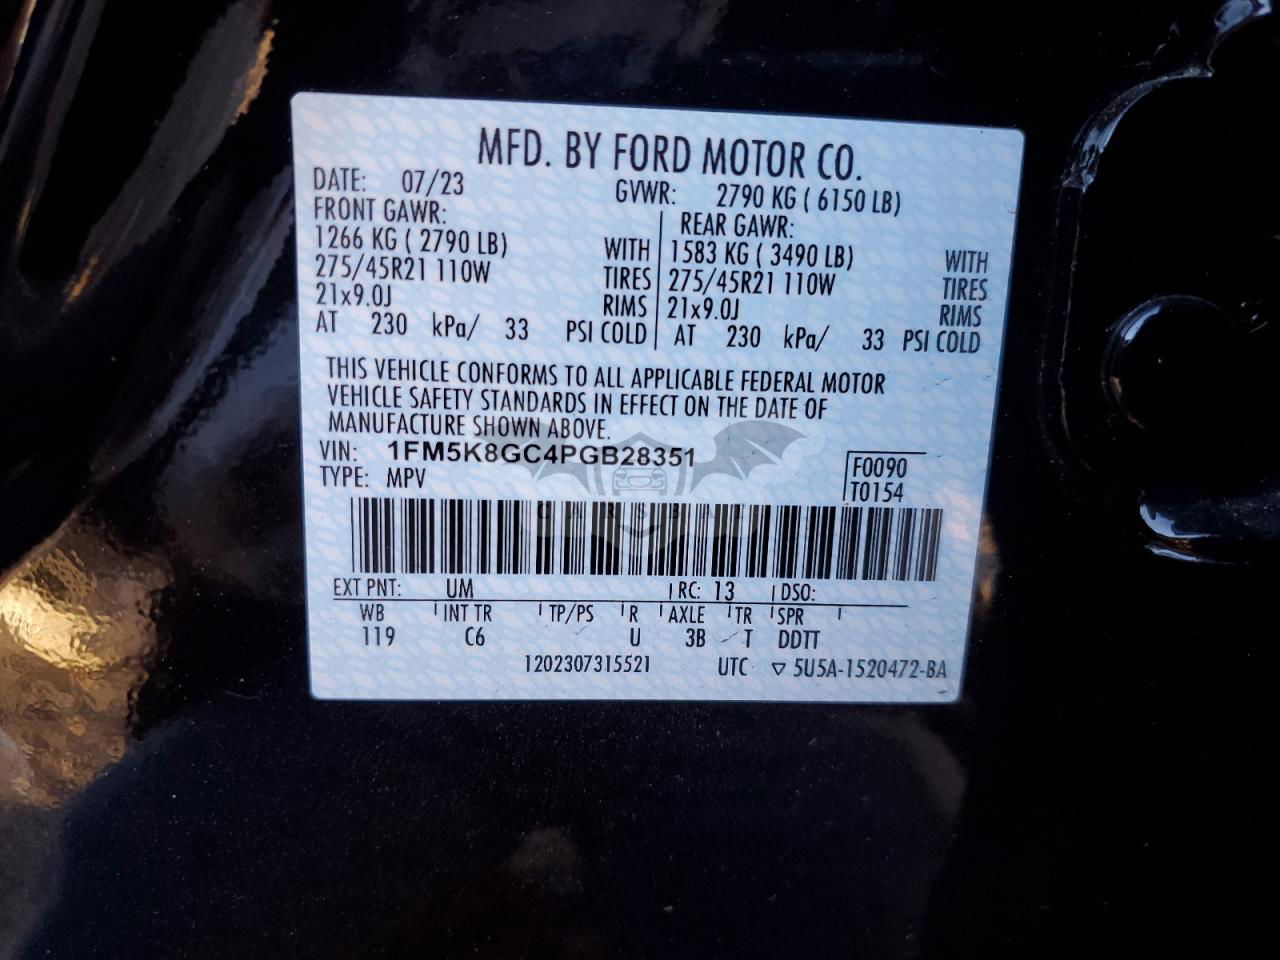 MFD. BY FORD MOTOR CO.
DATE: 07/23 GVWR: 2790 KG ( 6150 LB)
FRONT GAWR: REAR GAWR:
1266 KG ( 2790 LB) WITH 1583 KG ( 3490 LB) WITH
275/45R21 110W TIRES 275/45R21 110W TIRES
21x9.0J RIMS 21x9.0J RIMS
AT 230 kPa/ 33 PSI COLD AT 230 kPa/ 33 PSI COLD
THIS VEHICLE CONFORMS TO ALL APPLICABLE FEDERAL MOTOR
VEHICLE SAFETY STANDARDS IN EFFECT ON THE DATE OF
MANUFACTURE SHOWN ABOVE.
VIN: 1FM5K8GC4PGB28351
TYPE: MPV
F0090
T0154
CARSBAT
EXT PNT: UM RC: 13 DSO:
WB INT TR TP/PS R AXLE TR SPR
119 C6 U 3B T DDTT
1202307315521 UTC ▽ 5U5A-1520472-BA